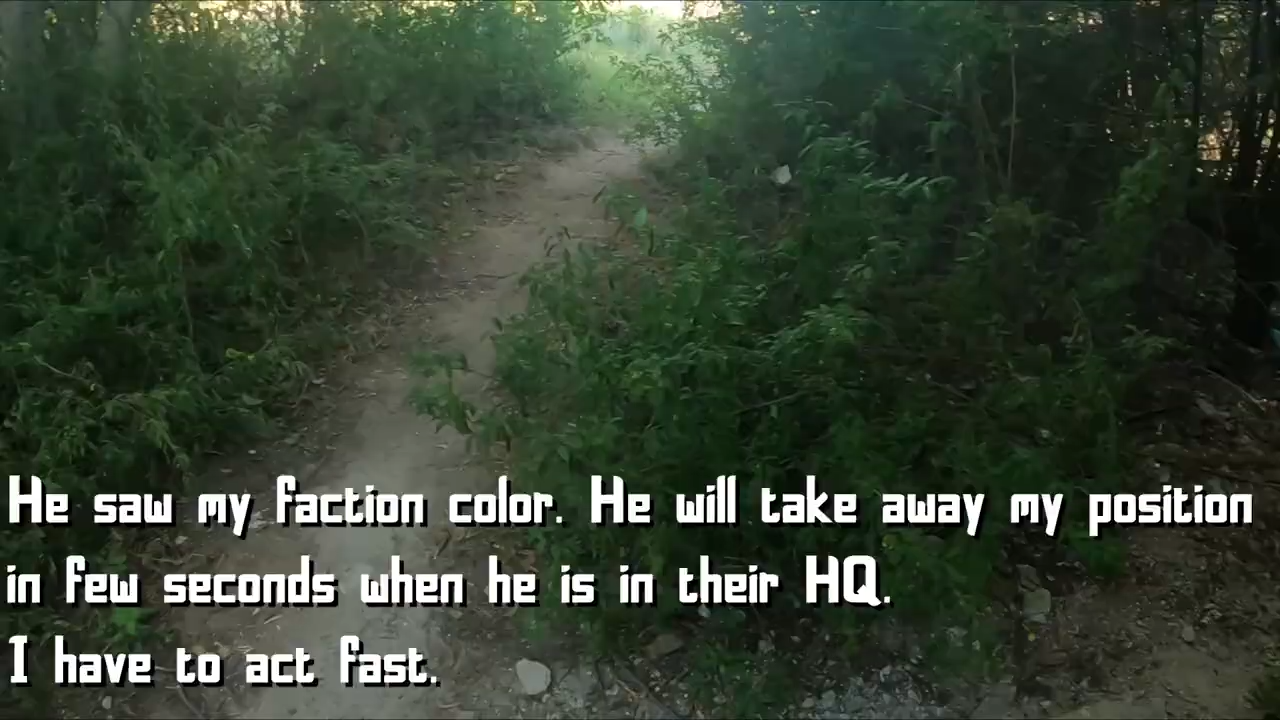 He saw my faction color. He will take away my position
in few seconds when he is in their HQ.
I have to act fast.